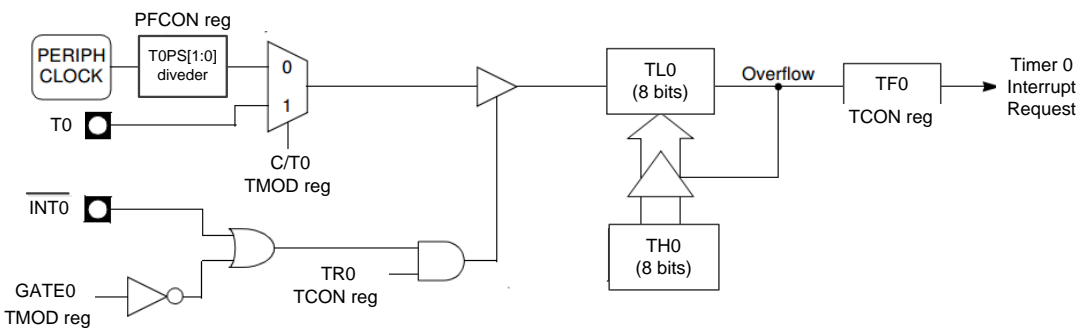 PFCON reg
PERIPH
CLOCK
T0PS[1:0]
diveder
0
1
T0
C/T0
TMOD reg
INT0
GATE0
TMOD reg
TR0
TCON reg
TL0
(8 bits)
Overflow
TF0
TCON reg
Timer 0
Interrupt
Request
TH0
(8 bits)